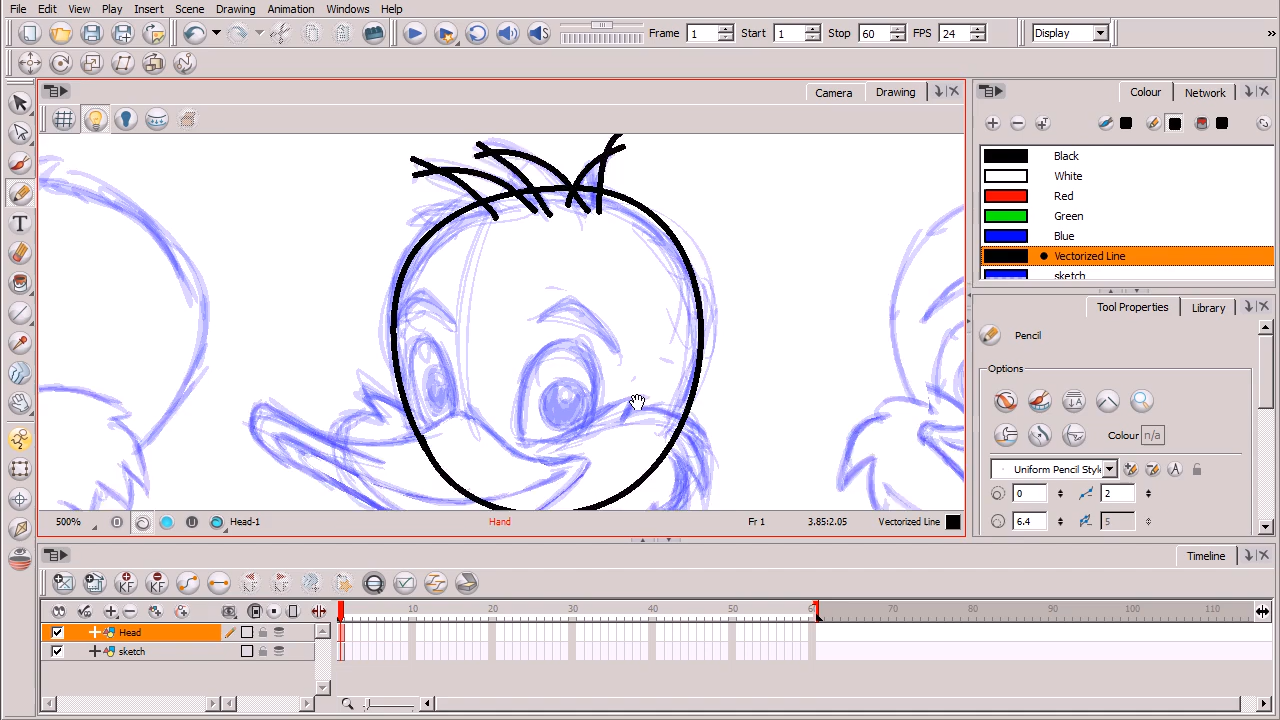 File Edit View Play Insert Scenes Drawing Animation Windows Help
Frame 1 Start 1 Stop 60 FPS 24 Display »
Camera Drawing
Colour Network
Black
White
Red
Green
Blue
Vectorized Line
sketch
Tool Properties Library
Pencil
Options
Colour n/a
Uniform Pencil Style
0 2
6.4 5
500% Head-1 Hand Fr 1 3.85:2.05 Vectorized Line
Timeline
10 20 30 40 50 60 70 80 90 100 110
Head
sketch